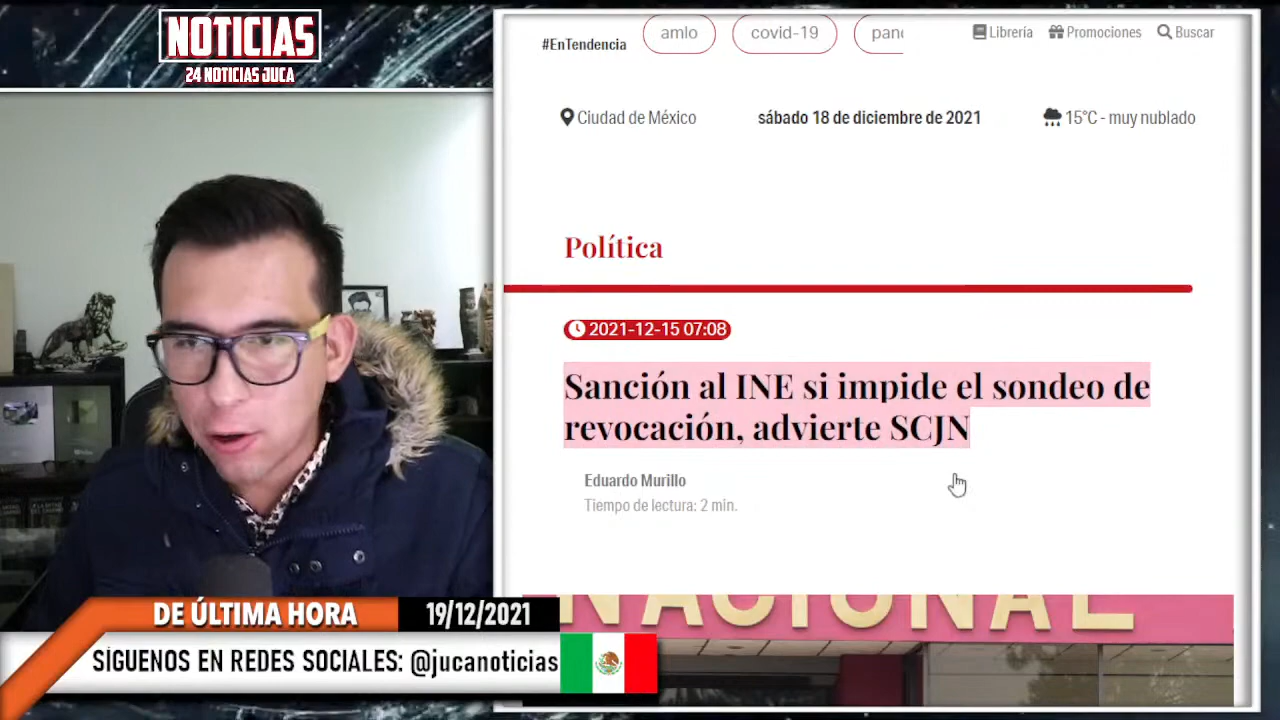 NOTICIAS
24 NOTICIAS JUCA
#EnTendencia
amlo
covid-19
Librería
Promociones
Buscar
Ciudad de México
sábado 18 de diciembre de 2021
15°C - muy nublado
Política
2021-12-15 07:08
Sanción al INE si impide el sondeo de
revocación, advierte SCJN
Eduardo Murillo
Tiempo de lectura: 2 min.
NACIONAL
DE ÚLTIMA HORA
19/12/2021
SÍGUENOS EN REDES SOCIALES: @jucanoticias